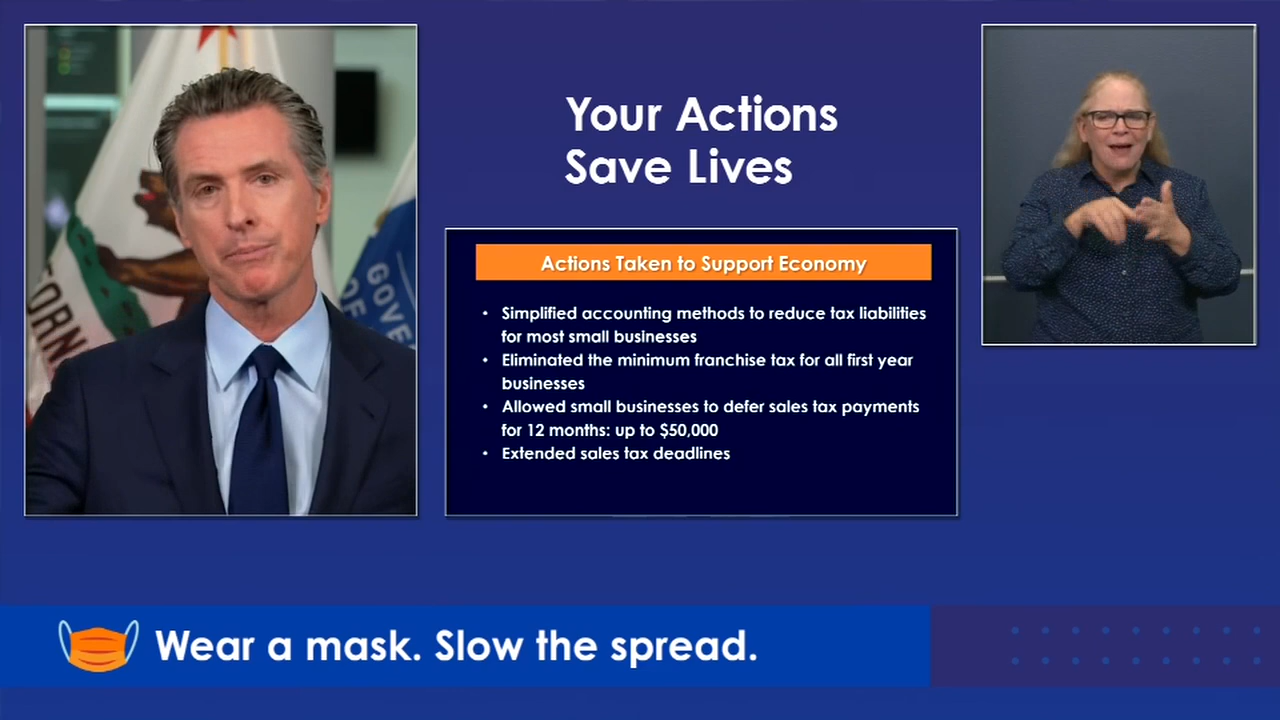 Your Actions
Save Lives
Actions Taken to Support Economy
• Simplified accounting methods to reduce tax liabilities
for most small businesses
• Eliminated the minimum franchise tax for all first year
businesses
• Allowed small businesses to defer sales tax payments
for 12 months: up to $50,000
• Extended sales tax deadlines
Wear a mask. Slow the spread.